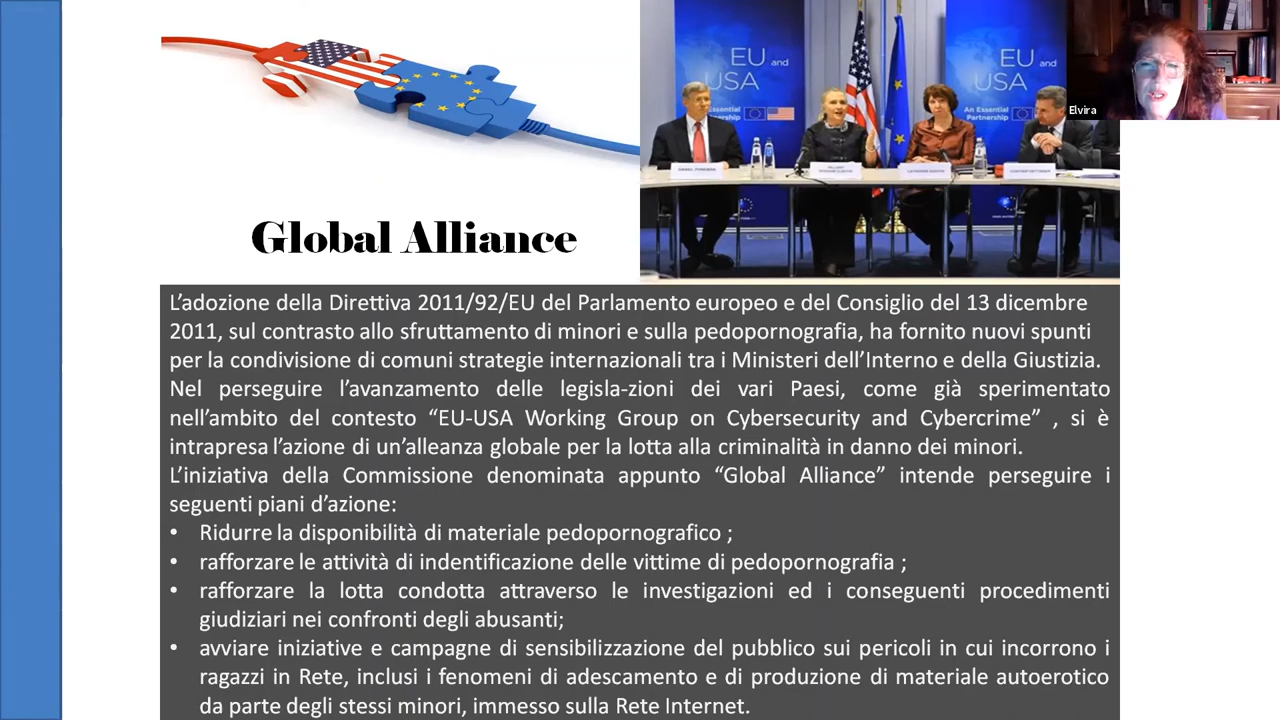 EU and
USA
Essential
Partnership
EU and
USA
An Essential
Partnership
Elvira
Global Alliance
L’adozione della Direttiva 2011/92/EU del Parlamento europeo e del Consiglio del 13 dicembre
2011, sul contrasto allo sfruttamento di minori e sulla pedopornografia, ha fornito nuovi spunti
per la condivisione di comuni strategie internazionali tra i Ministeri dell’Interno e della Giustizia.
Nel perseguire l’avanzamento delle legisla-zioni dei vari Paesi, come già sperimentato
nell’ambito del contesto “EU-USA Working Group on Cybersecurity and Cybercrime” , si è
intrapresa l’azione di un’alleanza globale per la lotta alla criminalità in danno dei minori.
L’iniziativa della Commissione denominata appunto “Global Alliance” intende perseguire i
seguenti piani d’azione:
• Ridurre la disponibilità di materiale pedopornografico ;
• rafforzare le attività di indentificazione delle vittime di pedopornografia ;
• rafforzare la lotta condotta attraverso le investigazioni ed i conseguenti procedimenti
giudiziari nei confronti degli abusanti;
• avviare iniziative e campagne di sensibilizzazione del pubblico sui pericoli in cui incorrono i
ragazzi in Rete, inclusi i fenomeni di adescamento e di produzione di materiale autoerotico
da parte degli stessi minori, immesso sulla Rete Internet.